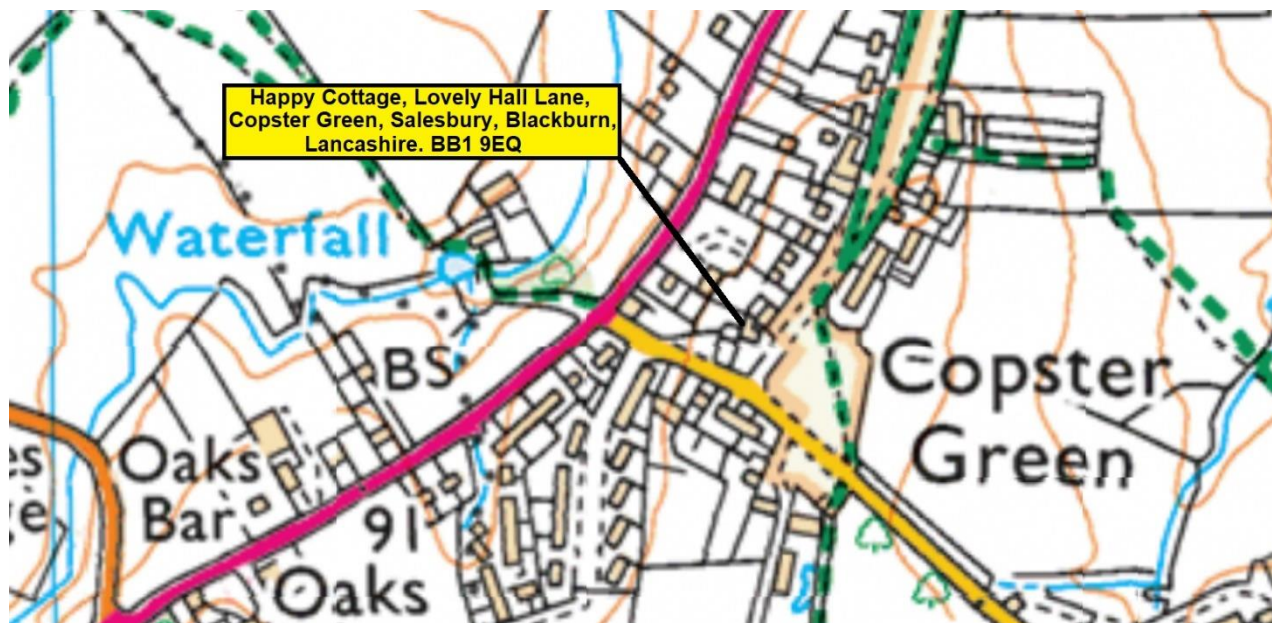 Happy Cottage, Lovely Hall Lane,
Copster Green, Salesbury, Blackburn,
Lancashire. BB1 9EQ
Waterfall
BS
Copster
Green
Oaks
Bar
91
Oaks